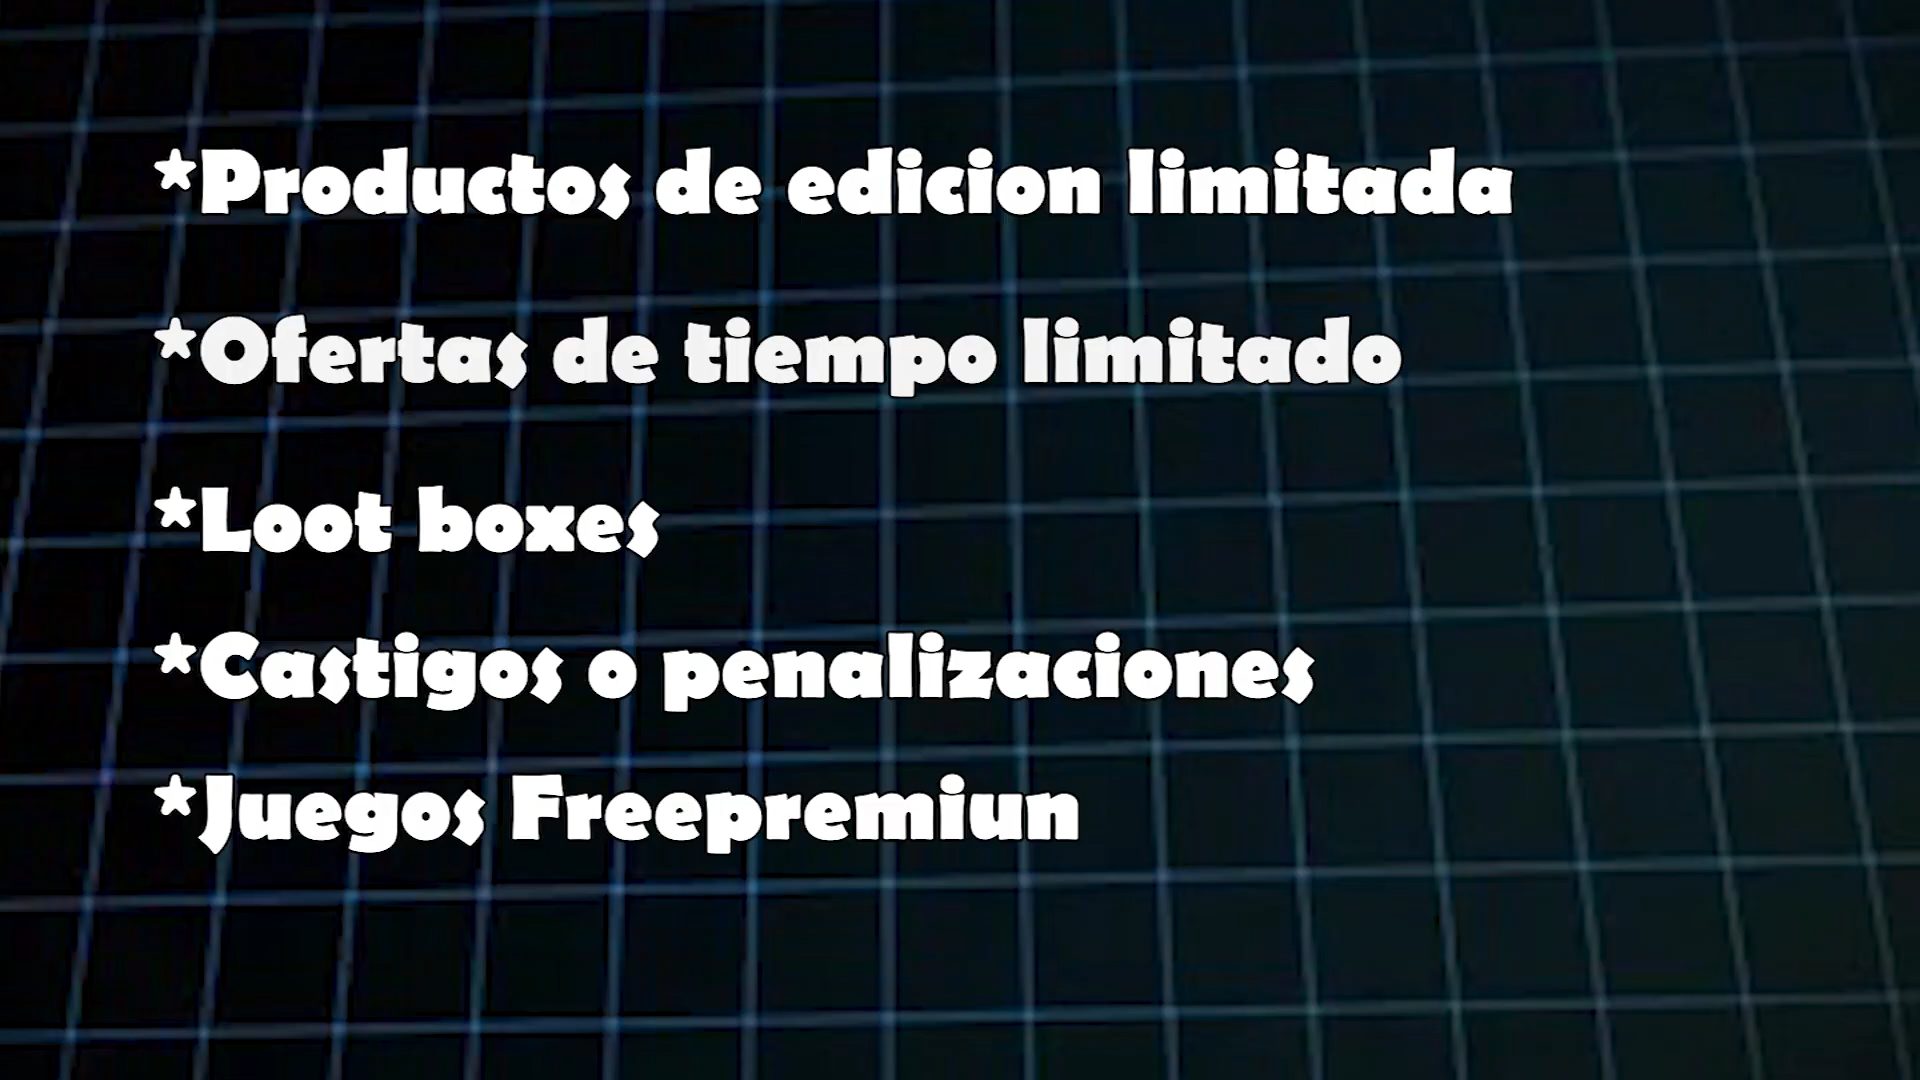 *Productos de edicion limitada
*Ofertas de tiempo limitado
*Loot boxes
*Castigos o penalizaciones
*Juegos Freepremiun